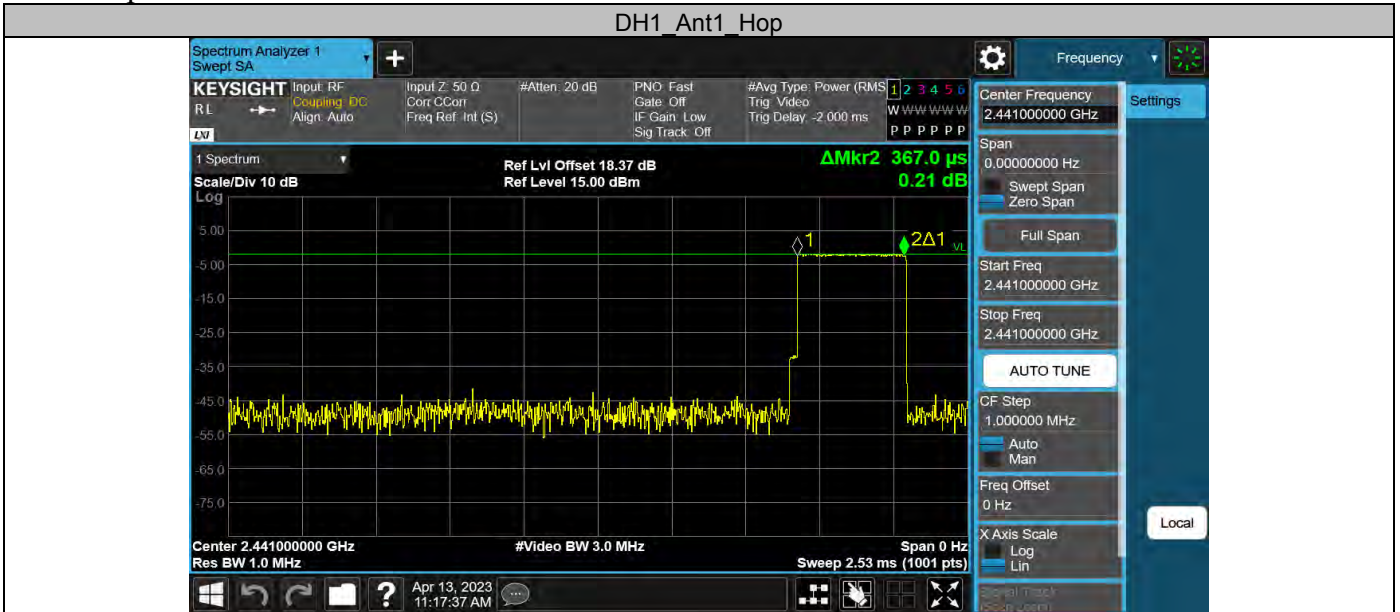 DH1_Ant1_Hop
Spectrum Analyzer 1
Swept SA
Frequency
KEYSIGHT
RL
LXI
Input: RF
Coupling: DC
Align: Auto
Input Z: 50 Ω
Corr CCorr
Freq Ref: Int (S)
#Atten: 20 dB
PNO: Fast
Gate: Off
IF Gain: Low
Sig Track: Off
#Avg Type: Power (RMS
Trig: Video
Trig Delay: -2.000 ms
1 2 3 4 5 6
W W W W W W
P P P P P P
1 Spectrum
Scale/Div 10 dB
Log
Ref Lvl Offset 18.37 dB
Ref Level 15.00 dBm
ΔMkr2 367.0 µs
0.21 dB
5.00
-5.00
-15.0
-25.0
-35.0
-45.0
-55.0
-65.0
-75.0
1
2Δ1
VL
Center 2.441000000 GHz
Res BW 1.0 MHz
#Video BW 3.0 MHz
Span 0 Hz
Sweep 2.53 ms (1001 pts)
Center Frequency
2.441000000 GHz
Settings
Span
0.00000000 Hz
Swept Span
Zero Span
Full Span
Start Freq
2.441000000 GHz
Stop Freq
2.441000000 GHz
AUTO TUNE
CF Step
1.000000 MHz
Auto
Man
Freq Offset
0 Hz
X Axis Scale
Log
Lin
Local
Signal Track
(Span Zoom)
?
Apr 13, 2023
11:17:37 AM